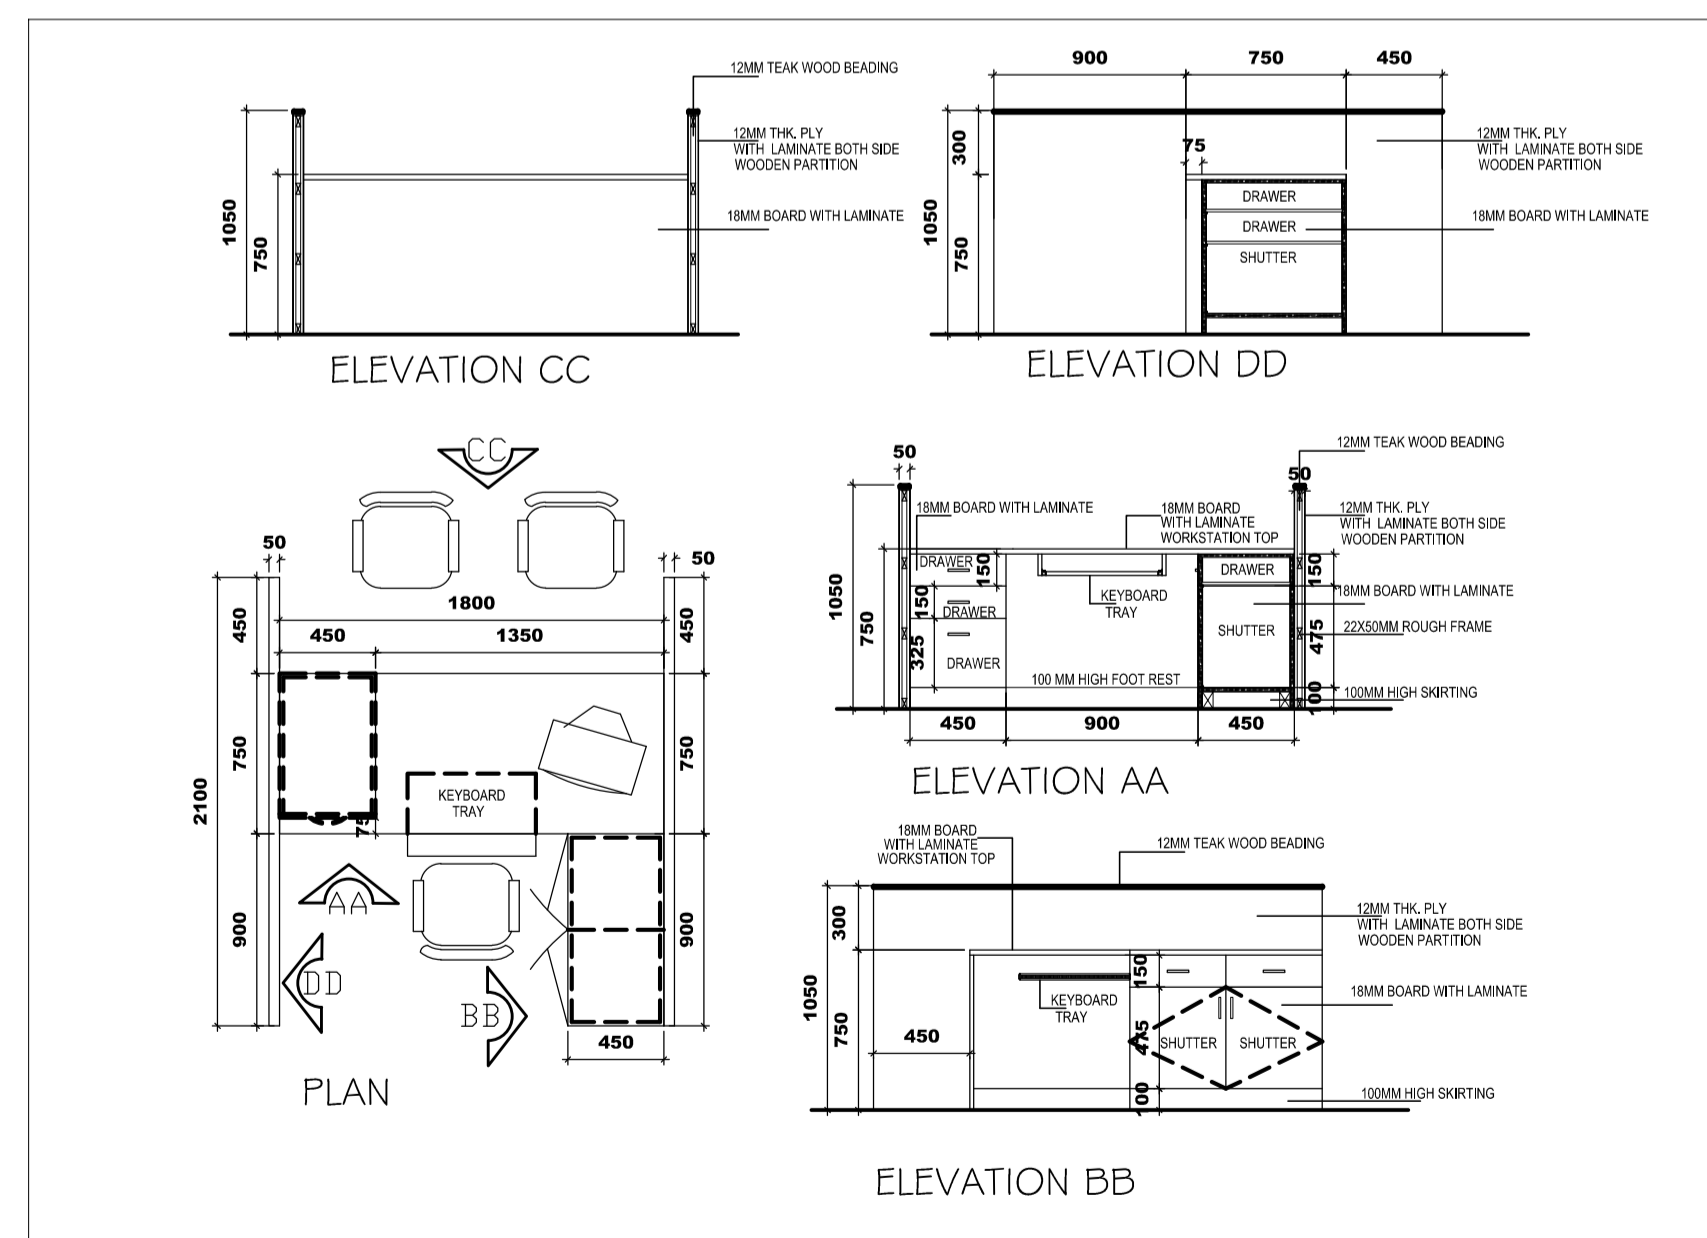 12MM TEAK WOOD BEADING
12MM THK. PLY
WITH LAMINATE BOTH SIDE
WOODEN PARTITION
18MM BOARD WITH LAMINATE
1050
750
ELEVATION CC
900
750
450
300
1050
750
75
DRAWER
DRAWER
SHUTTER
12MM THK. PLY
WITH LAMINATE BOTH SIDE
WOODEN PARTITION
18MM BOARD WITH LAMINATE
ELEVATION DD
CC
50
50
1800
450
1350
450
450
750
750
2100
900
900
75
KEYBOARD
TRAY
AA
DD
BB
450
PLAN
50
50
12MM TEAK WOOD BEADING
18MM BOARD WITH LAMINATE
18MM BOARD
WITH LAMINATE
WORKSTATION TOP
12MM THK. PLY
WITH LAMINATE BOTH SIDE
WOODEN PARTITION
1050
750
DRAWER
150
150
DRAWER
325
DRAWER
KEYBOARD
TRAY
100 MM HIGH FOOT REST
DRAWER
SHUTTER
150
475
100
18MM BOARD WITH LAMINATE
22X50MM ROUGH FRAME
100MM HIGH SKIRTING
450
900
450
ELEVATION AA
18MM BOARD
WITH LAMINATE
WORKSTATION TOP
12MM TEAK WOOD BEADING
12MM THK. PLY
WITH LAMINATE BOTH SIDE
WOODEN PARTITION
300
1050
750
450
KEYBOARD
TRAY
150
475
100
SHUTTER
SHUTTER
18MM BOARD WITH LAMINATE
100MM HIGH SKIRTING
ELEVATION BB